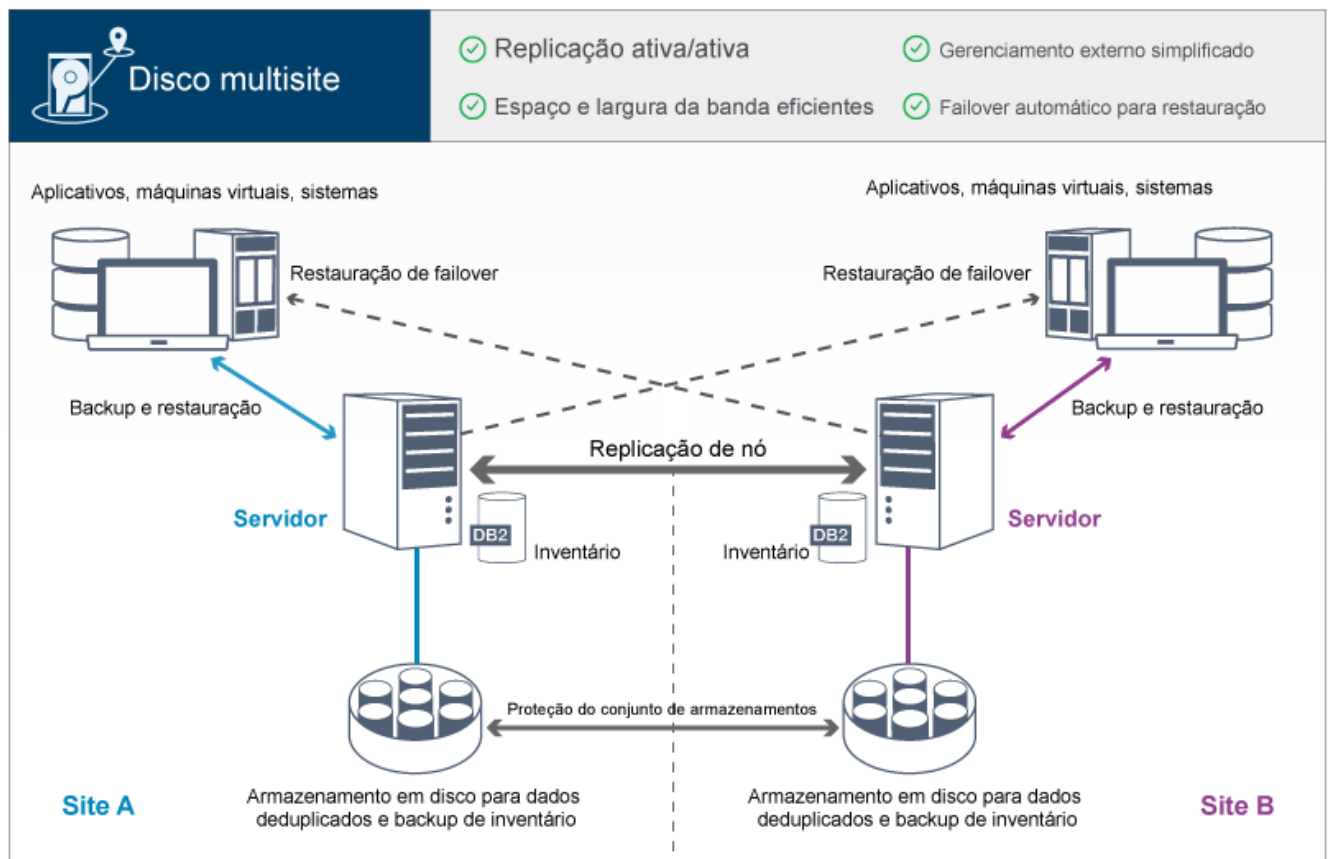 Disco multisite
Replicação ativa/ativa
Gerenciamento externo simplificado
Espaço e largura da banda eficientes
Failover automático para restauração
Aplicativos, máquinas virtuais, sistemas
Aplicativos, máquinas virtuais, sistemas
Restauração de failover
Restauração de failover
Backup e restauração
Backup e restauração
Replicação de nó
Servidor
Servidor
DB2
Inventário
DB2
Inventário
Proteção do conjunto de armazenamentos
Site A
Armazenamento em disco para dados
deduplicados e backup de inventário
Armazenamento em disco para dados
deduplicados e backup de inventário
Site B